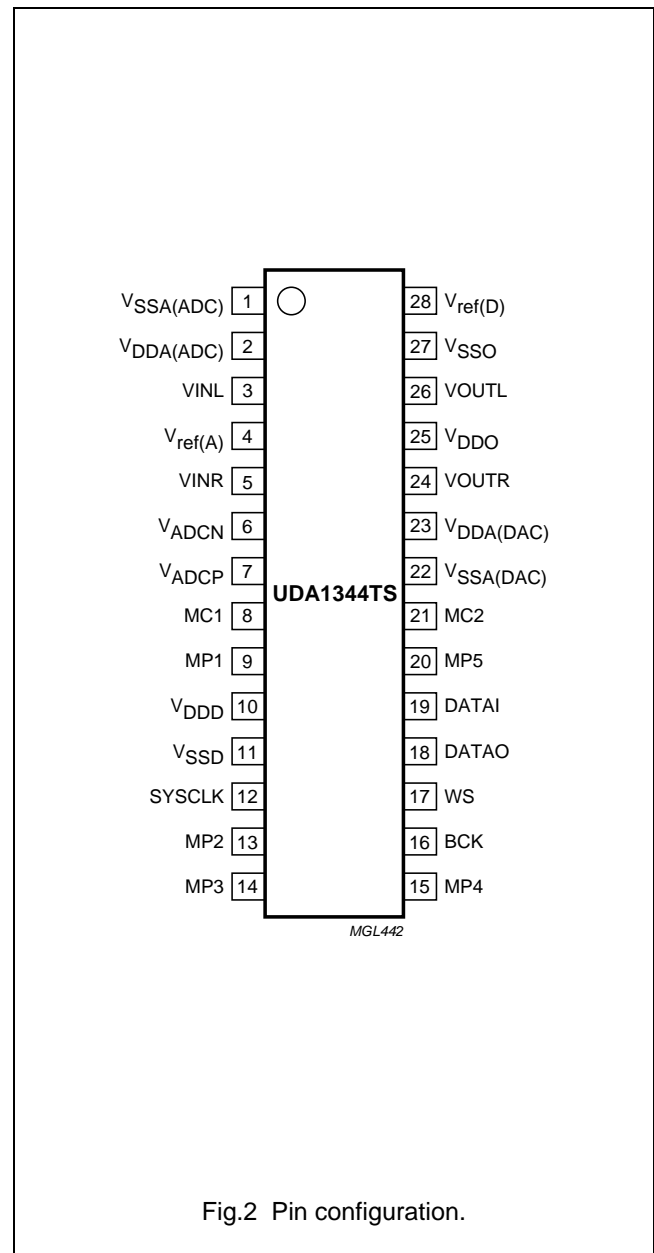 VSSA(ADC) 1 28 Vref(D)
VDDA(ADC) 2 27 VSSO
VINL 3 26 VOUTL
Vref(A) 4 25 VDDO
VINR 5 24 VOUTR
VADCN 6 23 VDDA(DAC)
VADCP 7 22 VSSA(DAC)
UDA1344TS
MC1 8 21 MC2
MP1 9 20 MP5
VDDD 10 19 DATAI
VSSD 11 18 DATAO
SYSCLK 12 17 WS
MP2 13 16 BCK
MP3 14 15 MP4
MGL442
Fig.2 Pin configuration.